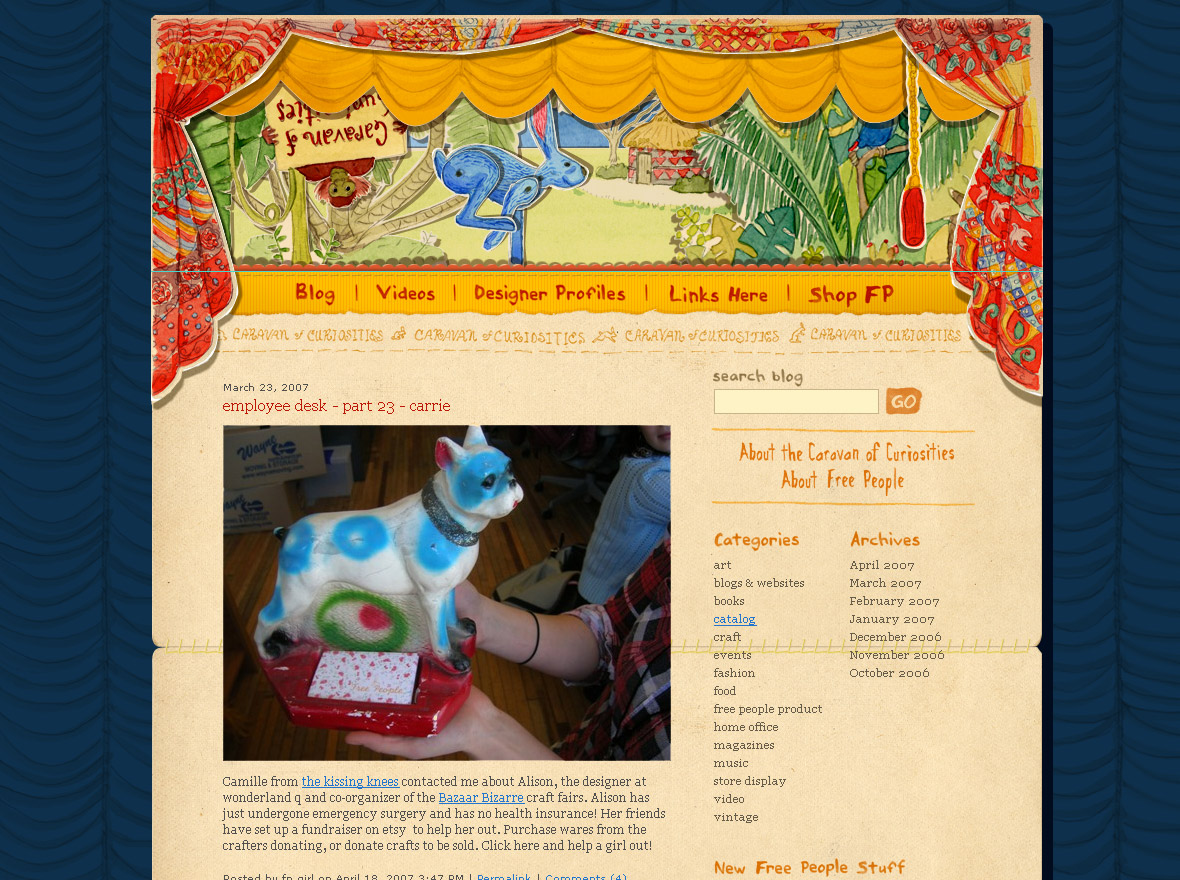 Caravan of
Curiosities
Blog | Videos | Designer Profiles | Links Here | Shop FP
CARAVAN of CURIOSITIES CARAVAN of CURIOSITIES CARAVAN of CURIOSITIES CARAVAN of CURIOSITIES
March 23, 2007
employee desk - part 23 - carrie
Wayne
MOVING & STORAGE
www.waynemoving.com
Wayne
Free People
Camille from the kissing knees contacted me about Alison, the designer at
wonderland q and co-organizer of the Bazaar Bizarre craft fairs. Alison has
just undergone emergency surgery and has no health insurance! Her friends
have set up a fundraiser on etsy to help her out. Purchase wares from the
crafters donating, or donate crafts to be sold. Click here and help a girl out!
Posted by fp girl on April 18, 2007 3:47 PM | Permalink | Comments (4)
search blog
GO
About the Caravan of Curiosities
About Free People
Categories
art
blogs & websites
books
catalog
craft
events
fashion
food
free people product
home office
magazines
music
store display
video
vintage
Archives
April 2007
March 2007
February 2007
January 2007
December 2006
November 2006
October 2006
New Free People Stuff